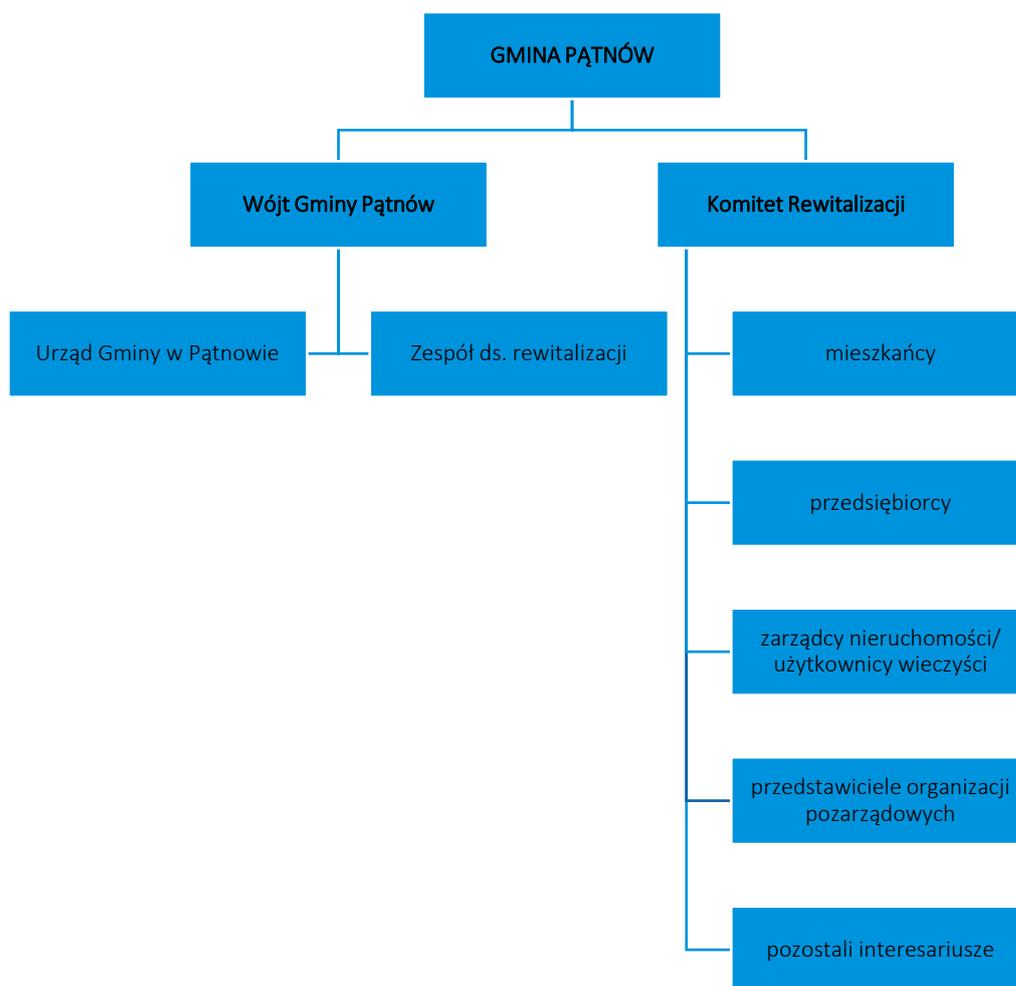 GMINA PĄTNÓW
Wójt Gminy Pątnów
Komitet Rewitalizacji
Urząd Gminy w Pątnowie
Zespół ds. rewitalizacji
mieszkańcy
przedsiębiorcy
zarządcy nieruchomości/
użytkownicy wieczyści
przedstawiciele organizacji
pozarządowych
pozostali interesariusze